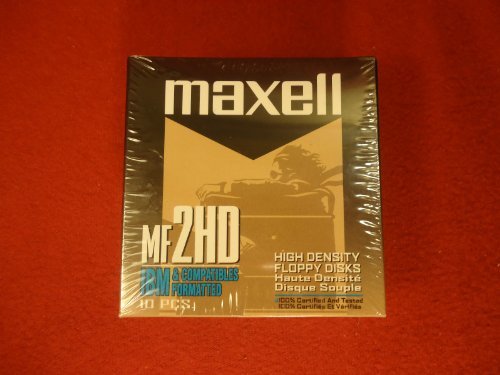 maxell
MF2HD
IBM & COMPATIBLES
FORMATTED
10 PCS.
HIGH DENSITY
FLOPPY DISKS
Haute Densité
Disque Souple
100% Certified And Tested
100% Certifiés Et Vérifiés